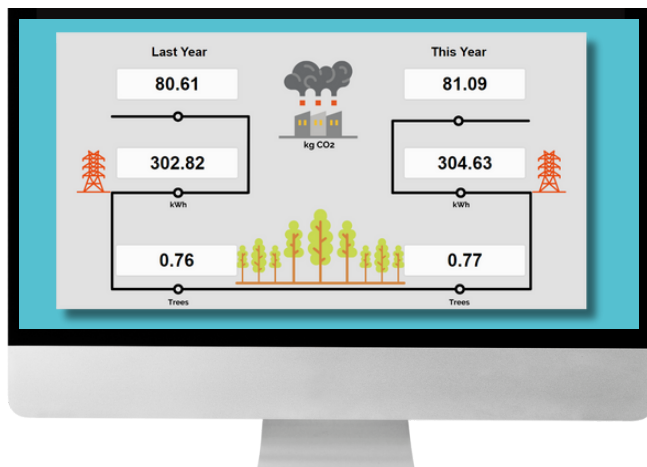 Last Year
This Year
80.61
81.09
kg CO2
302.82
304.63
kWh
kWh
0.76
0.77
Trees
Trees